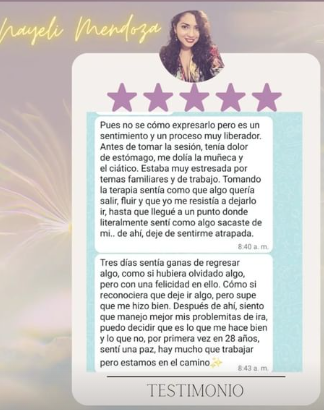 Nayeli Mendoza
Pues no se cómo expresarlo pero es un
sentimiento y un proceso muy liberador.
Antes de tomar la sesión, tenía dolor
de estómago, me dolía la muñeca y
el ciático. Estaba muy estresada por
temas familiares y de trabajo. Tomando
la terapia sentía como que algo quería
salir, fluir y que yo me resistía a dejarlo
ir, hasta que llegué a un punto donde
literalmente sentí como algo sacaste de
mi.. de ahí, deje de sentirme atrapada.
8:40 a. m.
Tres días sentía ganas de regresar
algo, como si hubiera olvidado algo,
pero con una felicidad en ello. Cómo si
reconociera que deje ir algo, pero supe
que me hizo bien. Después de ahí, siento
que manejo mejor mis problemitas de ira,
puedo decidir que es lo que me hace bien
y lo que no, por primera vez en 28 años,
sentí una paz, hay mucho que trabajar
pero estamos en el camino ✨
8:43 a. m.
TESTIMONIO